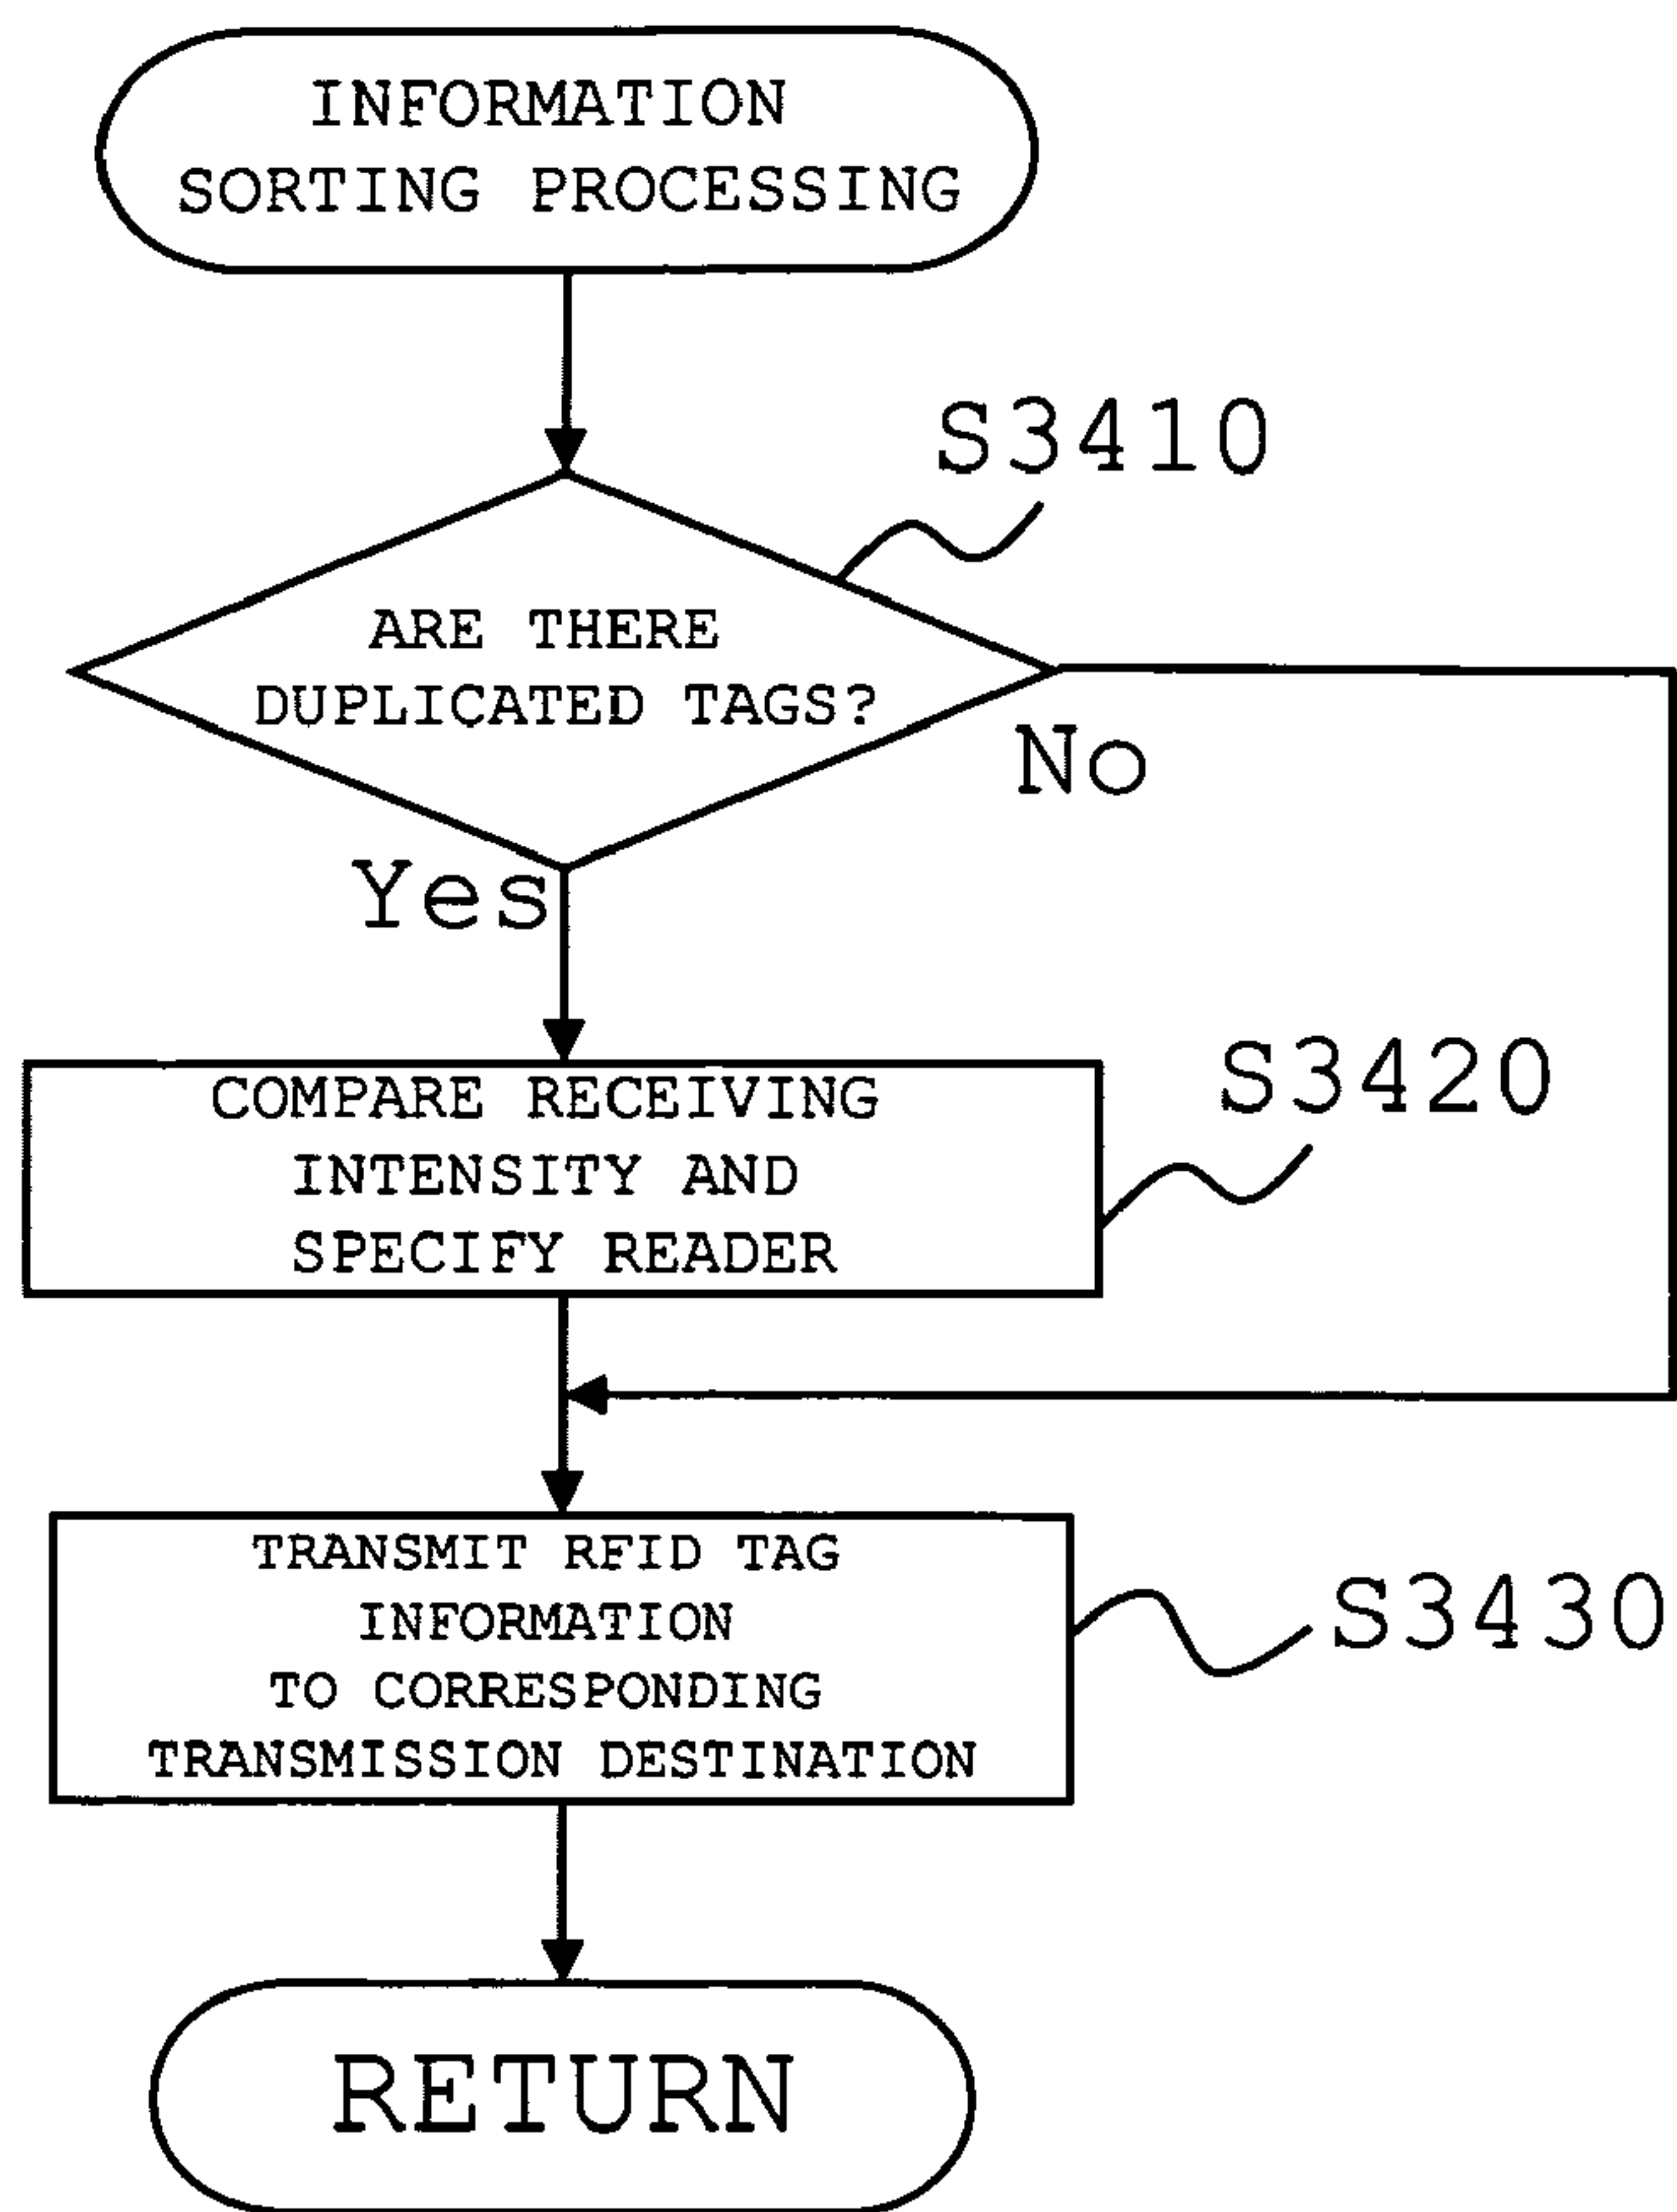 INFORMATION
SORTING PROCESSING
S3410
ARE THERE
DUPLICATED TAGS?
No
Yes
COMPARE RECEIVING
INTENSITY AND
SPECIFY READER
S3420
TRANSMIT RFID TAG
INFORMATION
TO CORRESPONDING
TRANSMISSION DESTINATION
S3430
RETURN